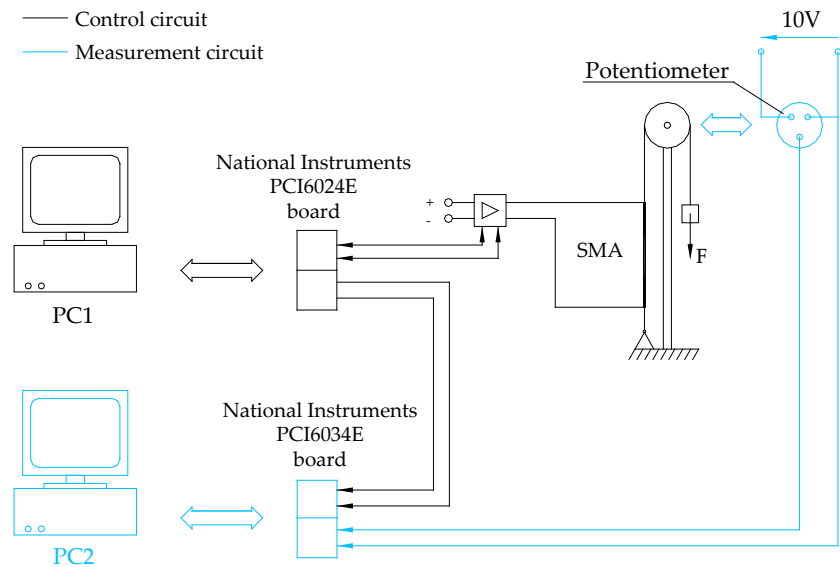 Control circuit
Measurement circuit
10V
Potentiometer
National Instruments
PCI6024E
board
+
-
SMA
F
PC1
National Instruments
PCI6034E
board
PC2